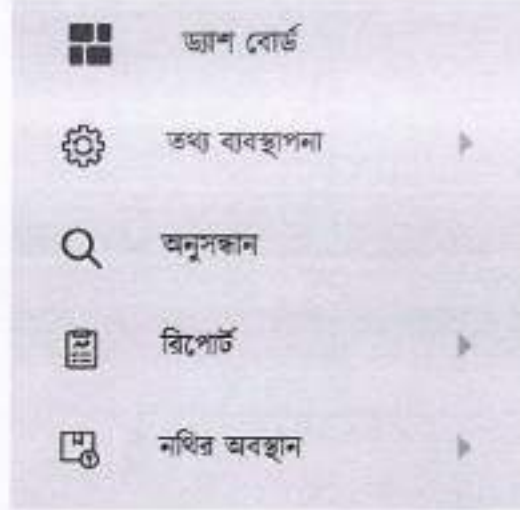 ড্যাশ বোর্ড
তথ্য ব্যবস্থাপনা
অনুসন্ধান
রিপোর্ট
নথির অবস্থান